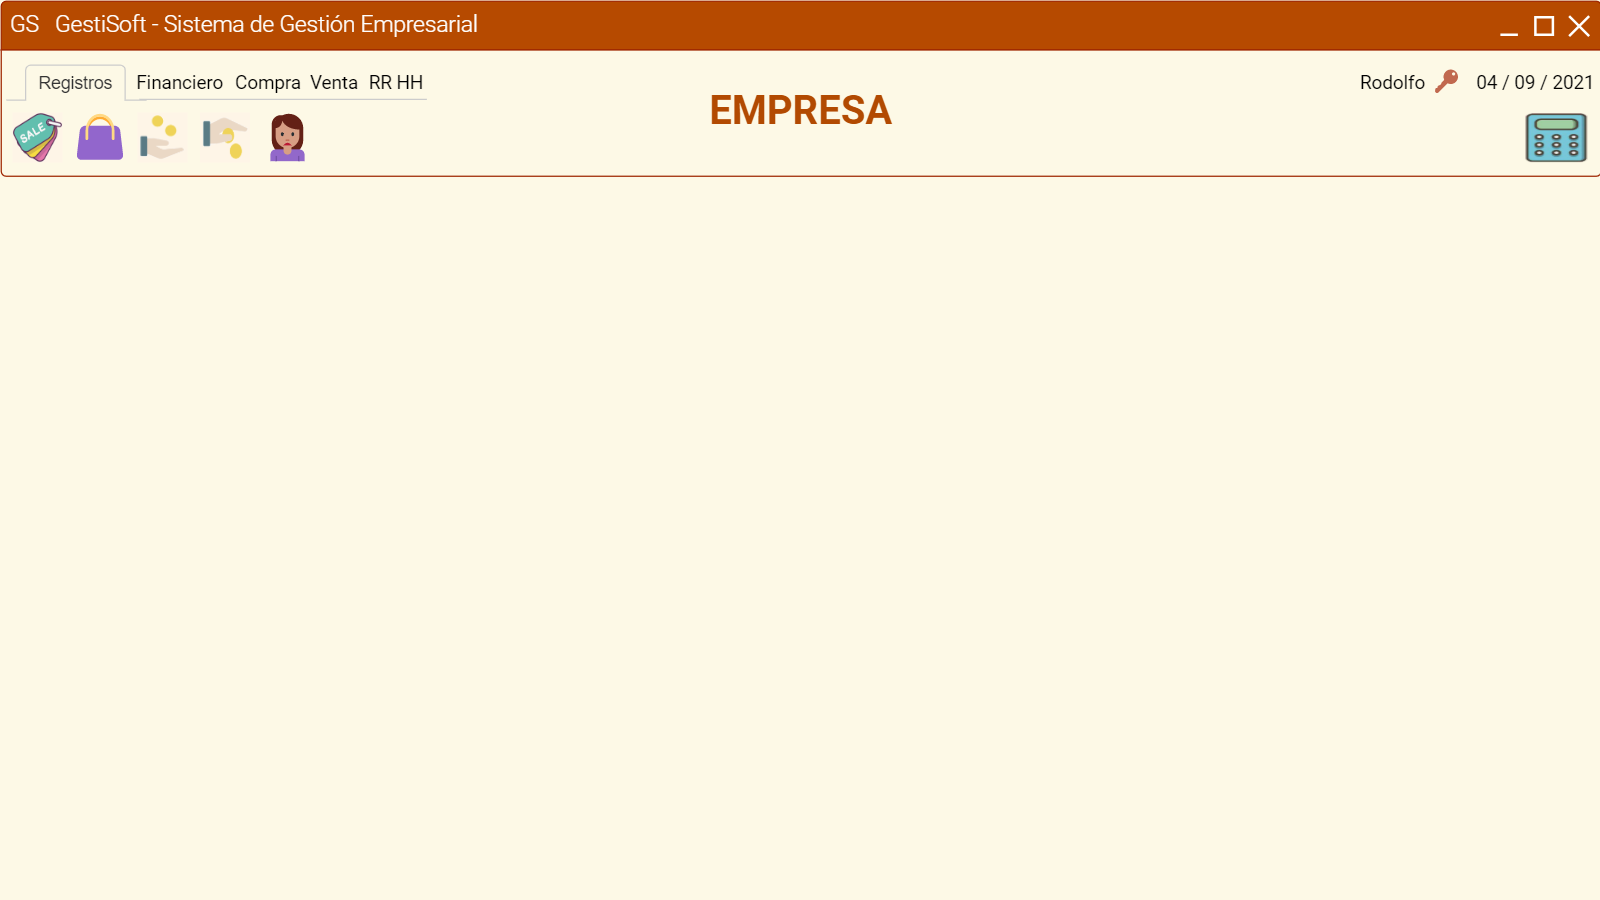 GS GestiSoft - Sistema de Gestión Empresarial
Registros Financiero Compra Venta RR HH
Rodolfo 04 / 09 / 2021
EMPRESA
SALE